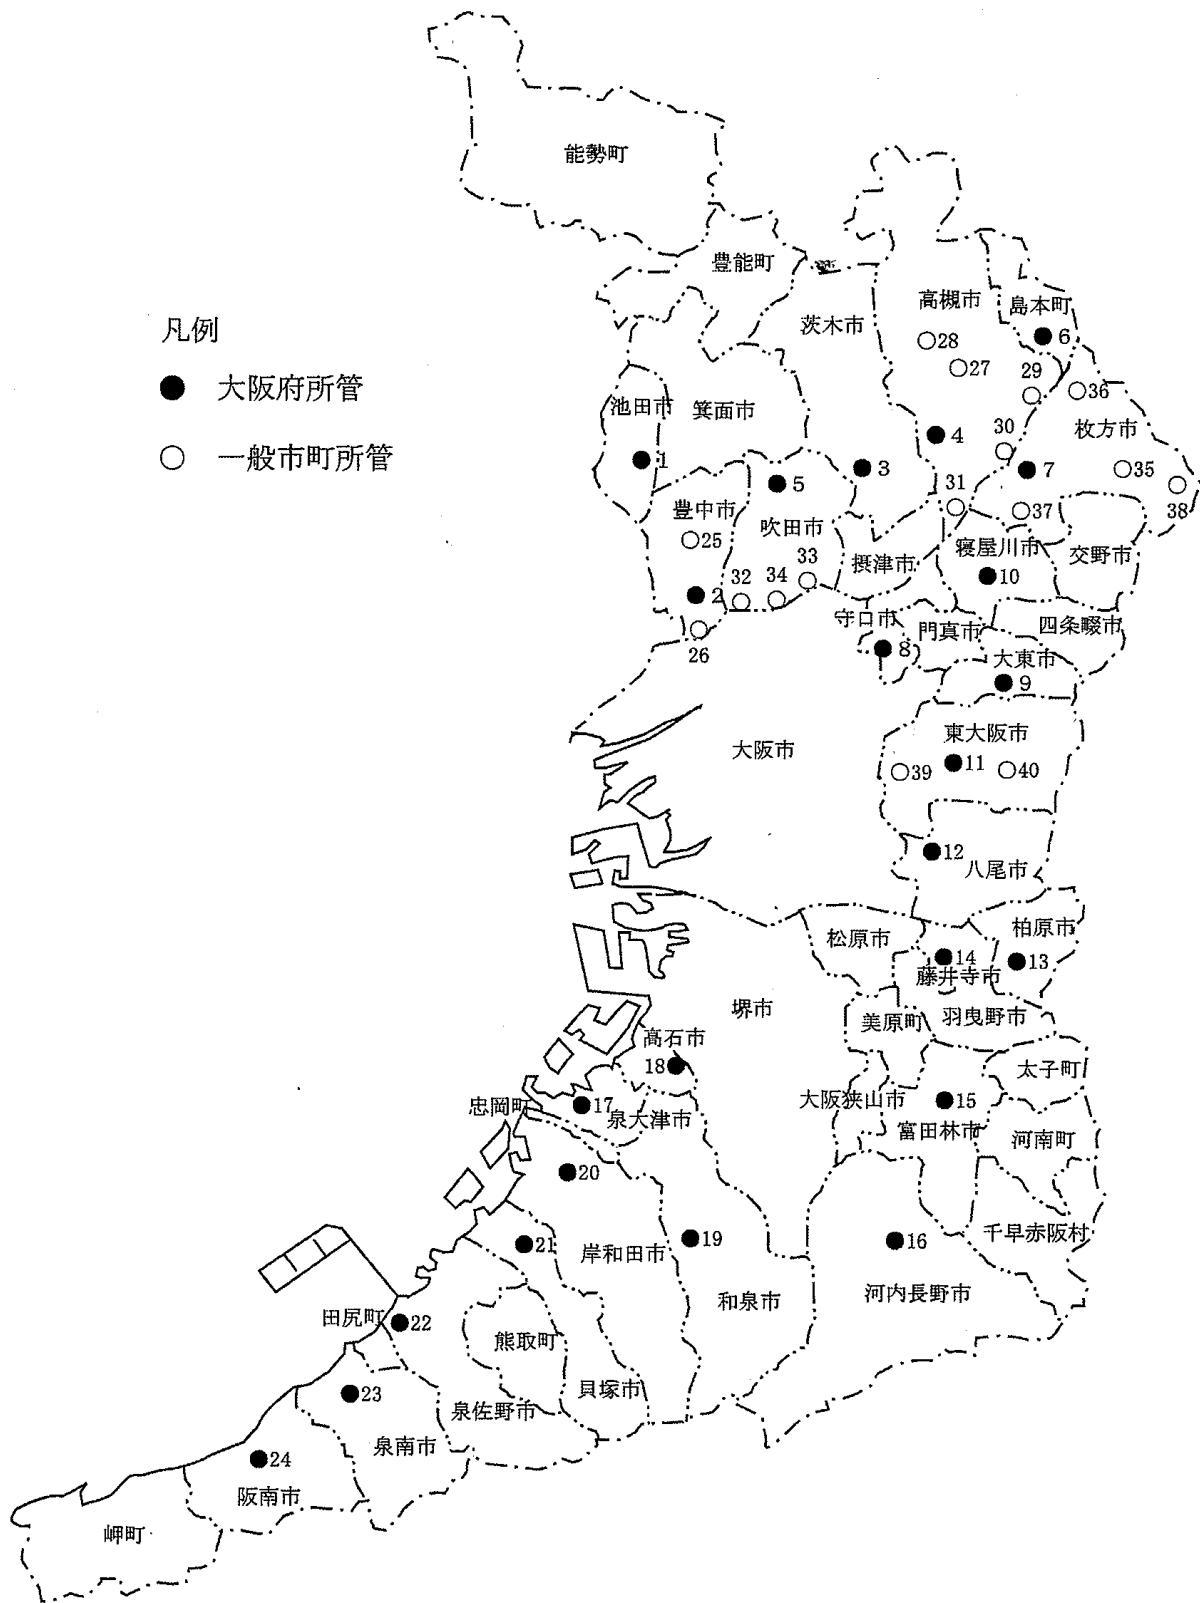 能勢町
豊能町
高槻市
島本町
茨木市
凡例
28
6
大阪府所管
27
29
36
池田市
箕面市
一般市町所管
4
30
枚方市
1
3
7
35
5
31
38
豊中市
37
吹田市
25
寝屋川市
交野市
33
摂津市
10
32
34
2
守口市
門真市
四条畷市
26
8
大東市
9
東大阪市
大阪市
11
39
40
12
八尾市
柏原市
松原市
14
13
藤井寺市
堺市
美原町
羽曳野市
高石市
18
太子町
忠岡町
17
泉大津市
大阪狭山市
15
富田林市
河南町
20
千早赤阪村
21
岸和田市
19
16
和泉市
河内長野市
田尻町
22
熊取町
23
貝塚市
泉佐野市
泉南市
24
阪南市
岬町